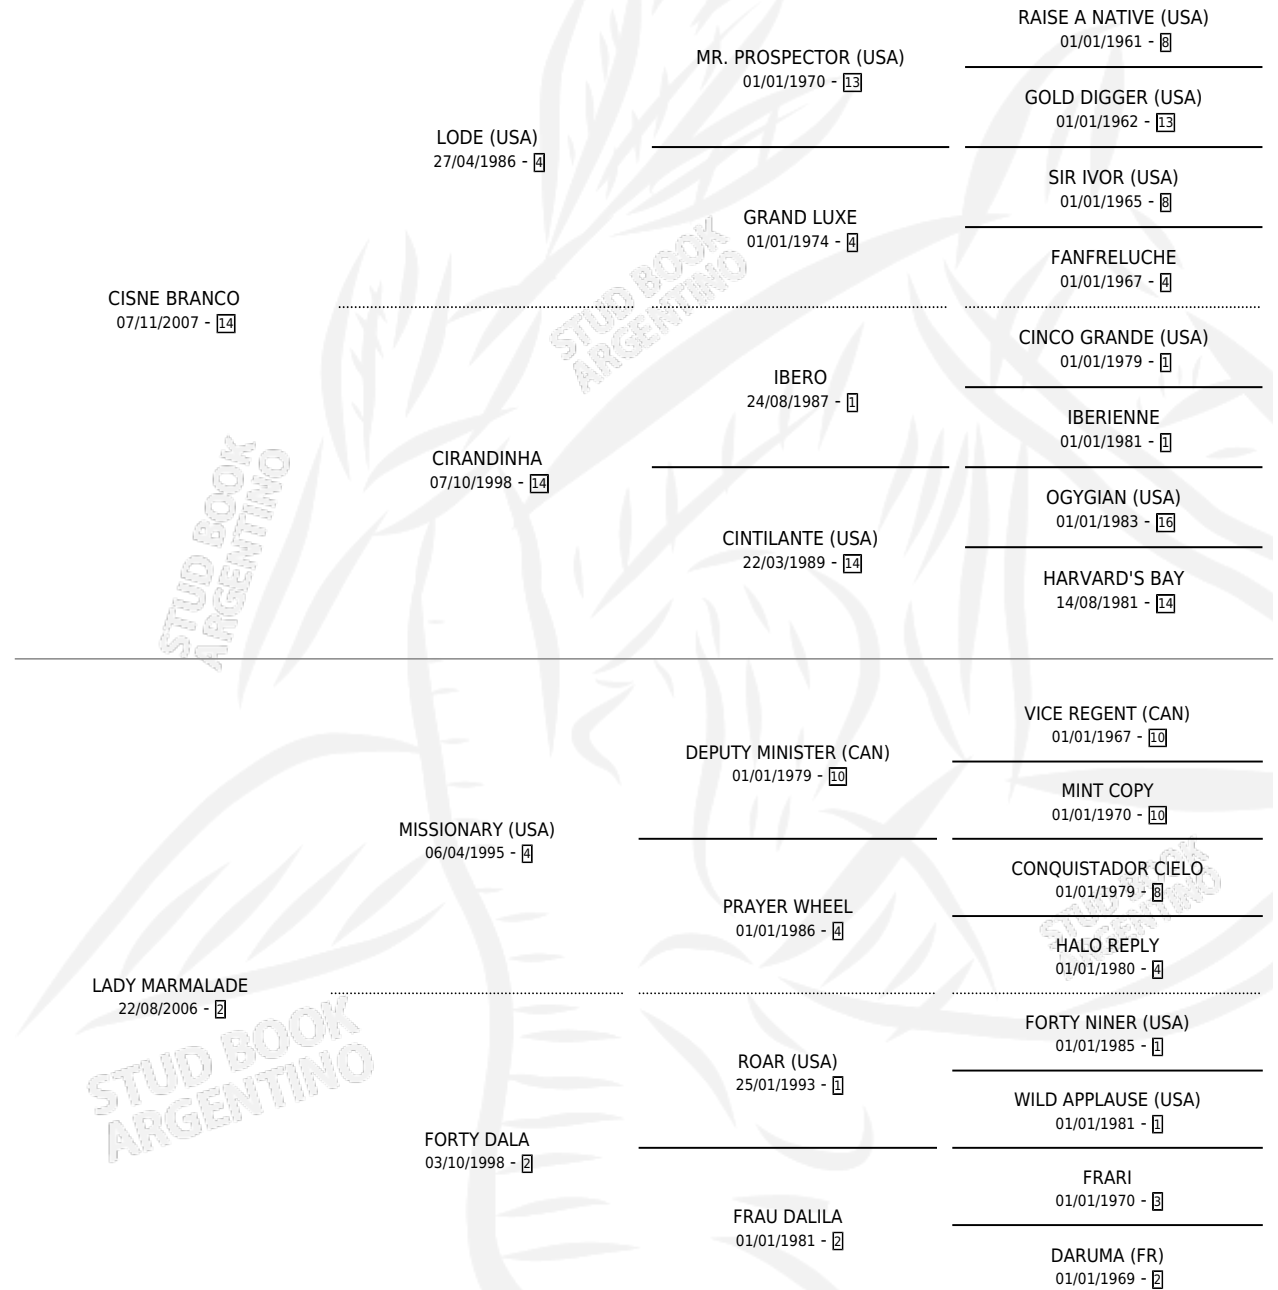 RAISE A NATIVE (USA)
01/01/1961 - 8
MR. PROSPECTOR (USA)
01/01/1970 - 13
GOLD DIGGER (USA)
01/01/1962 - 13
LODE (USA)
27/04/1986 - 4
SIR IVOR (USA)
01/01/1965 - 8
GRAND LUXE
01/01/1974 - 4
FANFRELUCHE
01/01/1967 - 4
STUD BOOK
ARGENTINO
CISNE BRANCO
07/11/2007 - 14
CINCO GRANDE (USA)
01/01/1979 - 1
IBERO
24/08/1987 - 1
IBERIENNE
01/01/1981 - 1
CIRANDINHA
07/10/1998 - 14
OGYGIAN (USA)
01/01/1983 - 16
CINTILANTE (USA)
22/03/1989 - 14
HARVARD'S BAY
14/08/1981 - 14
STUD BOOK
ARGENTINO
VICE REGENT (CAN)
01/01/1967 - 10
DEPUTY MINISTER (CAN)
01/01/1979 - 10
MINT COPY
01/01/1970 - 10
MISSIONARY (USA)
06/04/1995 - 4
CONQUISTADOR CIELO
01/01/1979 - 8
PRAYER WHEEL
01/01/1986 - 4
STUD BOOK
ARGENTINO
HALO REPLY
01/01/1980 - 4
LADY MARMALADE
22/08/2006 - 2
FORTY NINER (USA)
01/01/1985 - 1
STUD BOOK
ARGENTINO
ROAR (USA)
25/01/1993 - 1
WILD APPLAUSE (USA)
01/01/1981 - 1
FORTY DALA
03/10/1998 - 2
FRARI
01/01/1970 - 3
FRAU DALILA
01/01/1981 - 2
DARUMA (FR)
01/01/1969 - 2